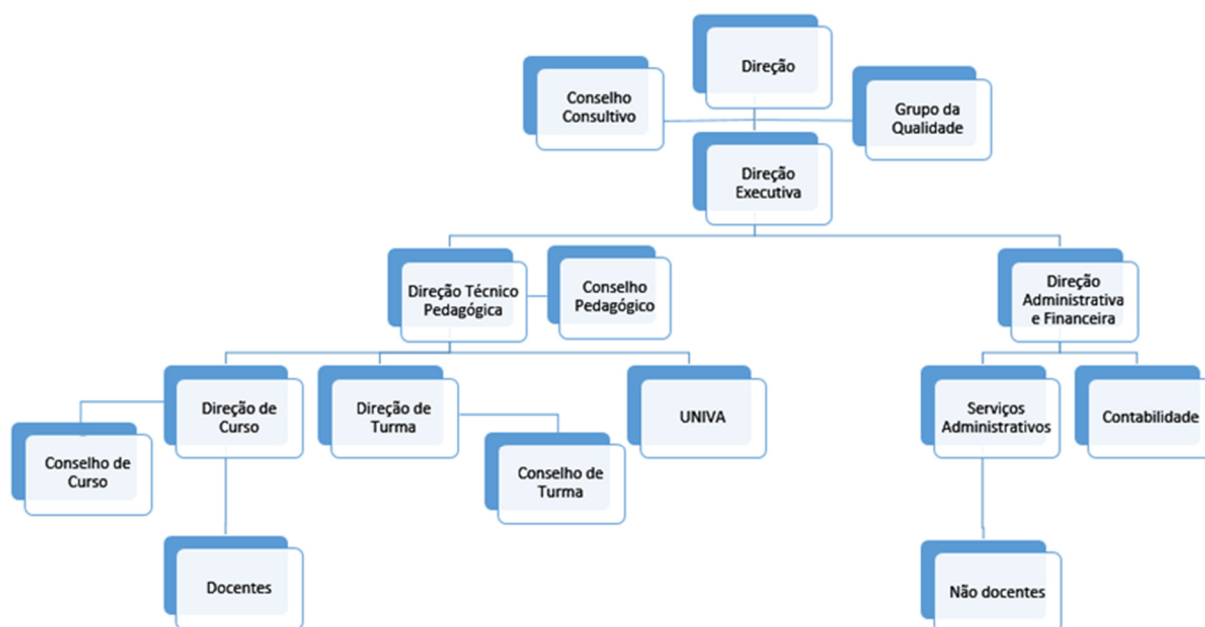 Direção
Conselho
Consultivo
Grupo da
Qualidade
Direção
Executiva
Direção Técnico
Pedagógica
Conselho
Pedagógico
Direção
Administrativa
e Financeira
Direção de
Curso
Direção de
Turma
UNIVA
Serviços
Administrativos
Contabilidade
Conselho de
Curso
Conselho de
Turma
Docentes
Não docentes